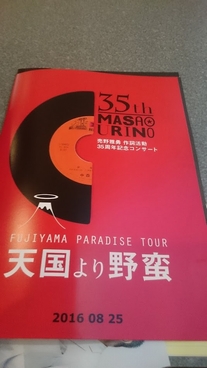 35th
MASAO
URINO
売野雅勇 作詞活動
35周年記念コンサート
FUJIYAMA PARADISE TOUR
天国より野蛮
2016 08 25